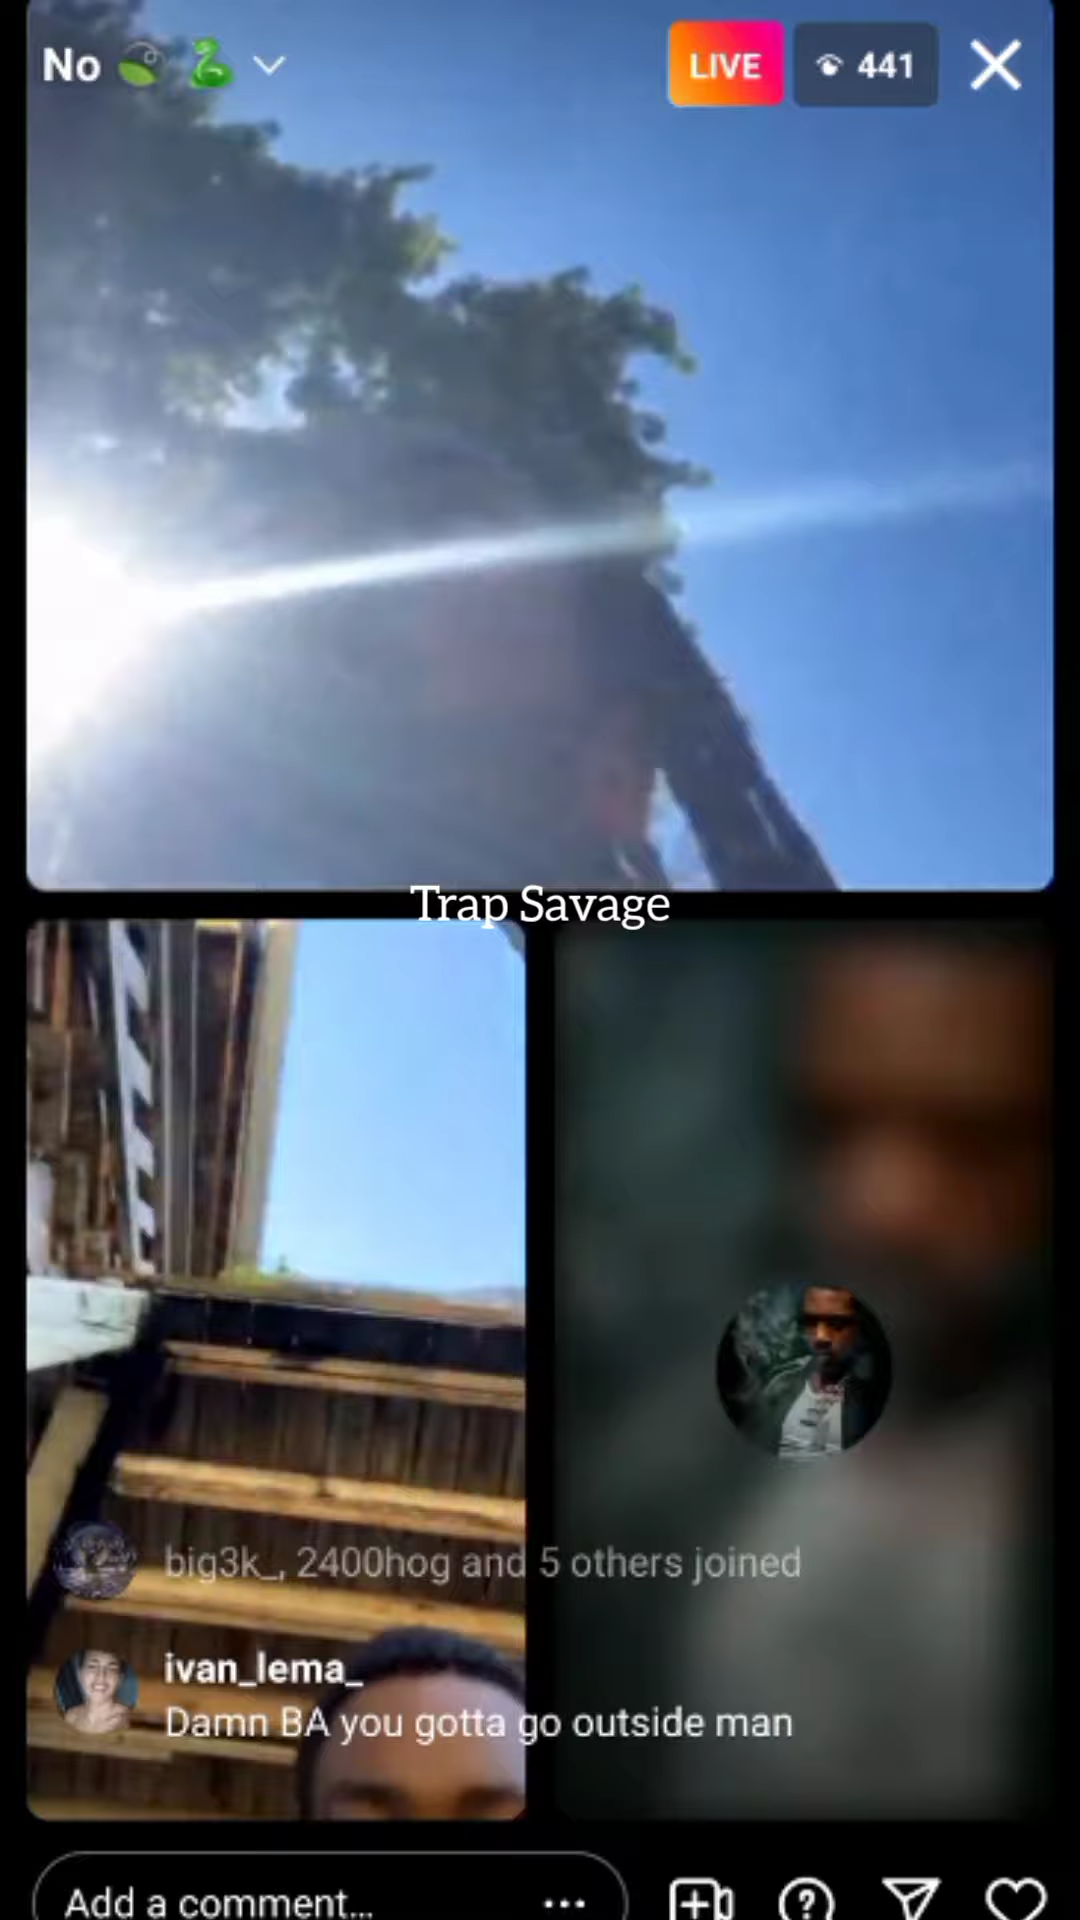 No
LIVE
441
Trap Savage
big3k_, 2400hog and 5 others joined
ivan_lema_
Damn BA you gotta go outside man
Add a comment...